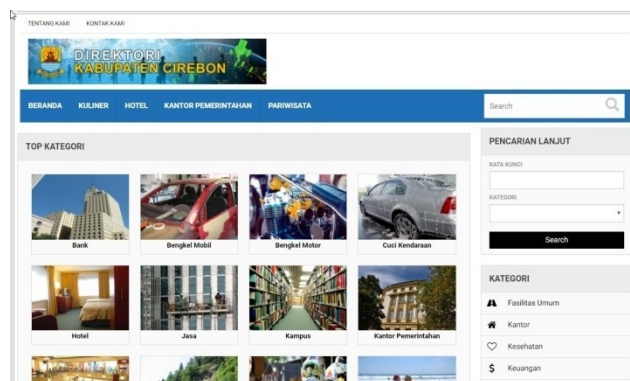 TENTANG KAMI KONTAK KAMI
DIREKTORI
KABUPATEN CIREBON
BERANDA KULINER HOTEL KANTOR PEMERINTAHAN PARIWISATA
Search
TOP KATEGORI
Bank Bengkel Mobil Bengkel Motor Cuci Kendaraan
Hotel Jasa Kampus Kantor Pemerintahan
PENCARIAN LANJUT
KATA KUNCI
KATEGORI
Search
KATEGORI
Fasilitas Umum
Kantor
Kesehatan
Keuangan